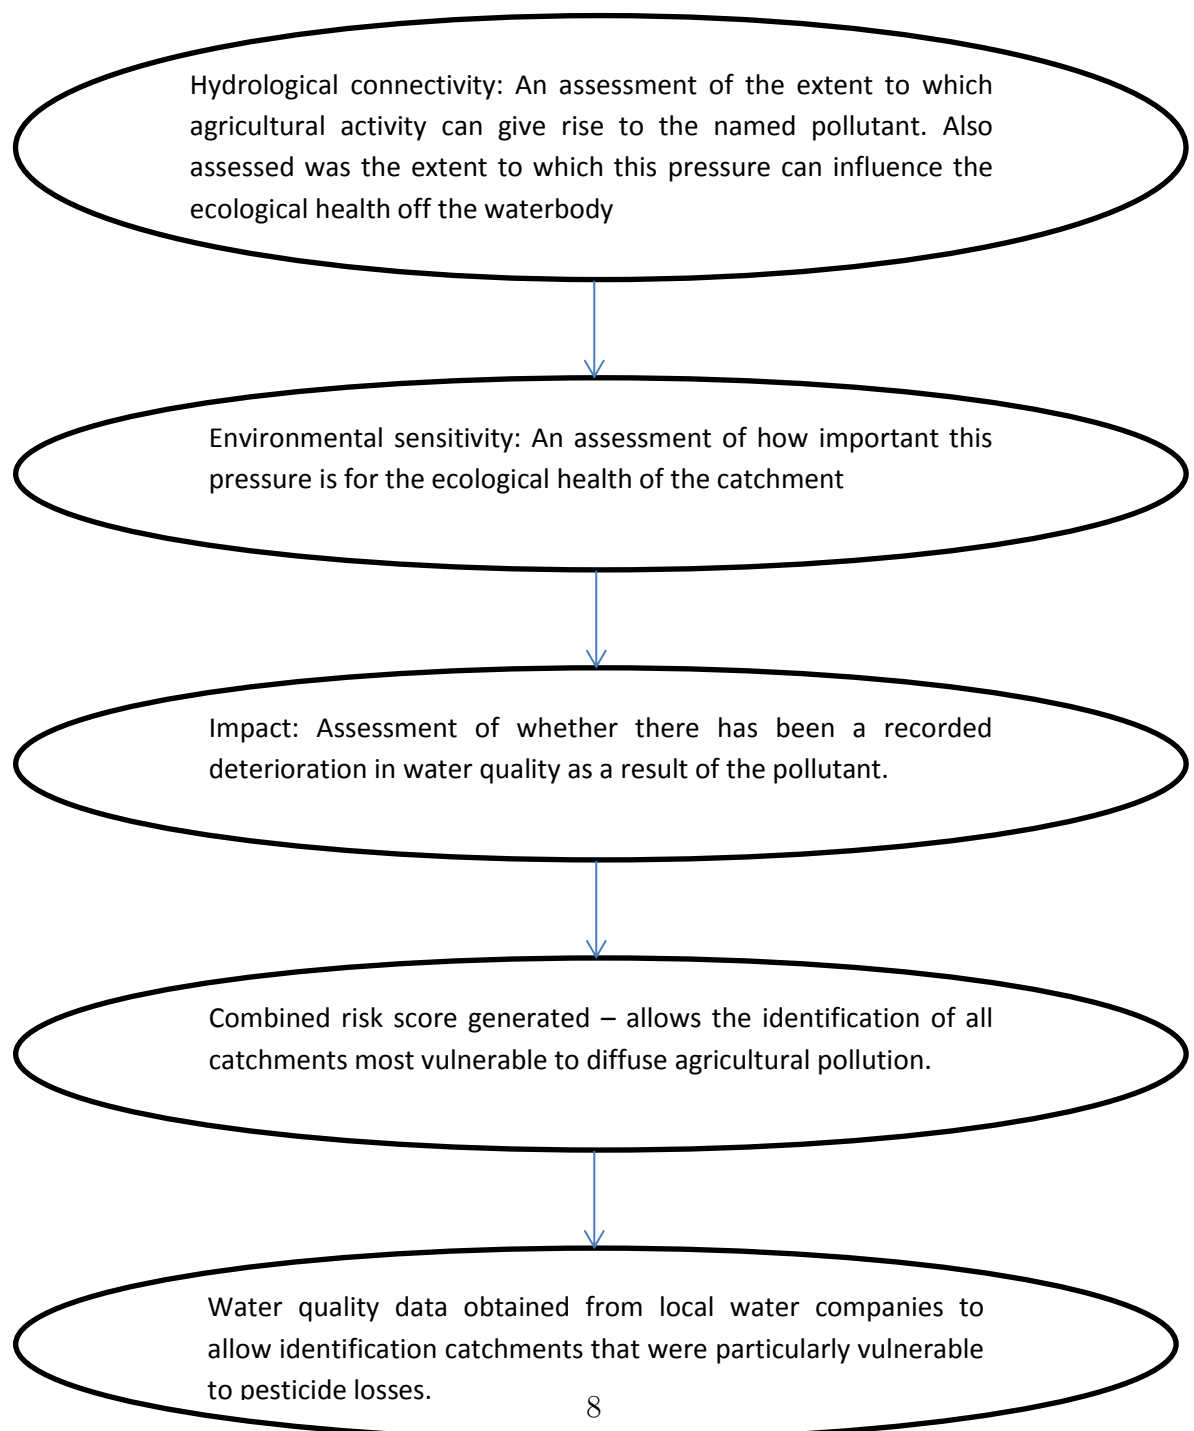 Hydrological connectivity: An assessment of the extent to which
agricultural activity can give rise to the named pollutant. Also
assessed was the extent to which this pressure can influence the
ecological health off the waterbody
Environmental sensitivity: An assessment of how important this
pressure is for the ecological health of the catchment
Impact: Assessment of whether there has been a recorded
deterioration in water quality as a result of the pollutant.
Combined risk score generated – allows the identification of all
catchments most vulnerable to diffuse agricultural pollution.
Water quality data obtained from local water companies to
allow identification catchments that were particularly vulnerable
to pesticide losses.
8